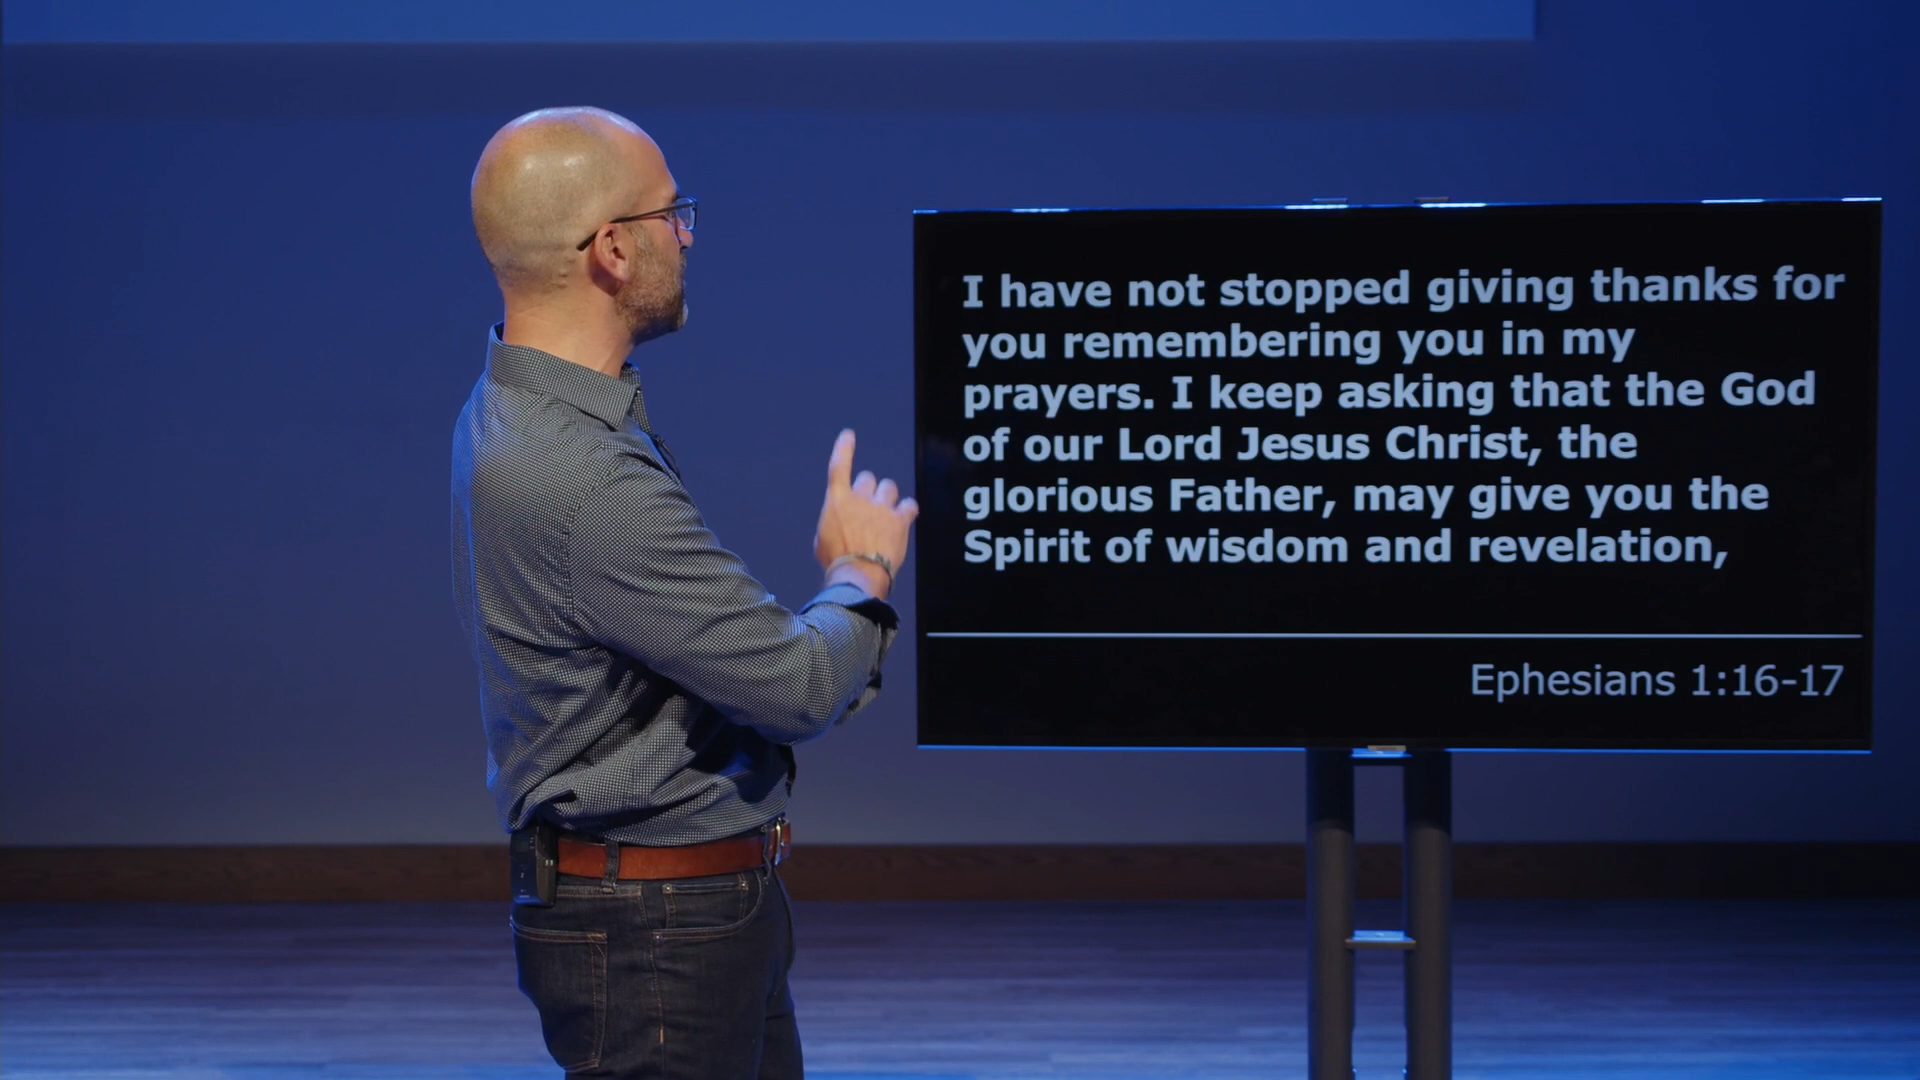 I have not stopped giving thanks for
you remembering you in my
prayers. I keep asking that the God
of our Lord Jesus Christ, the
glorious Father, may give you the
Spirit of wisdom and revelation,
Ephesians 1:16-17